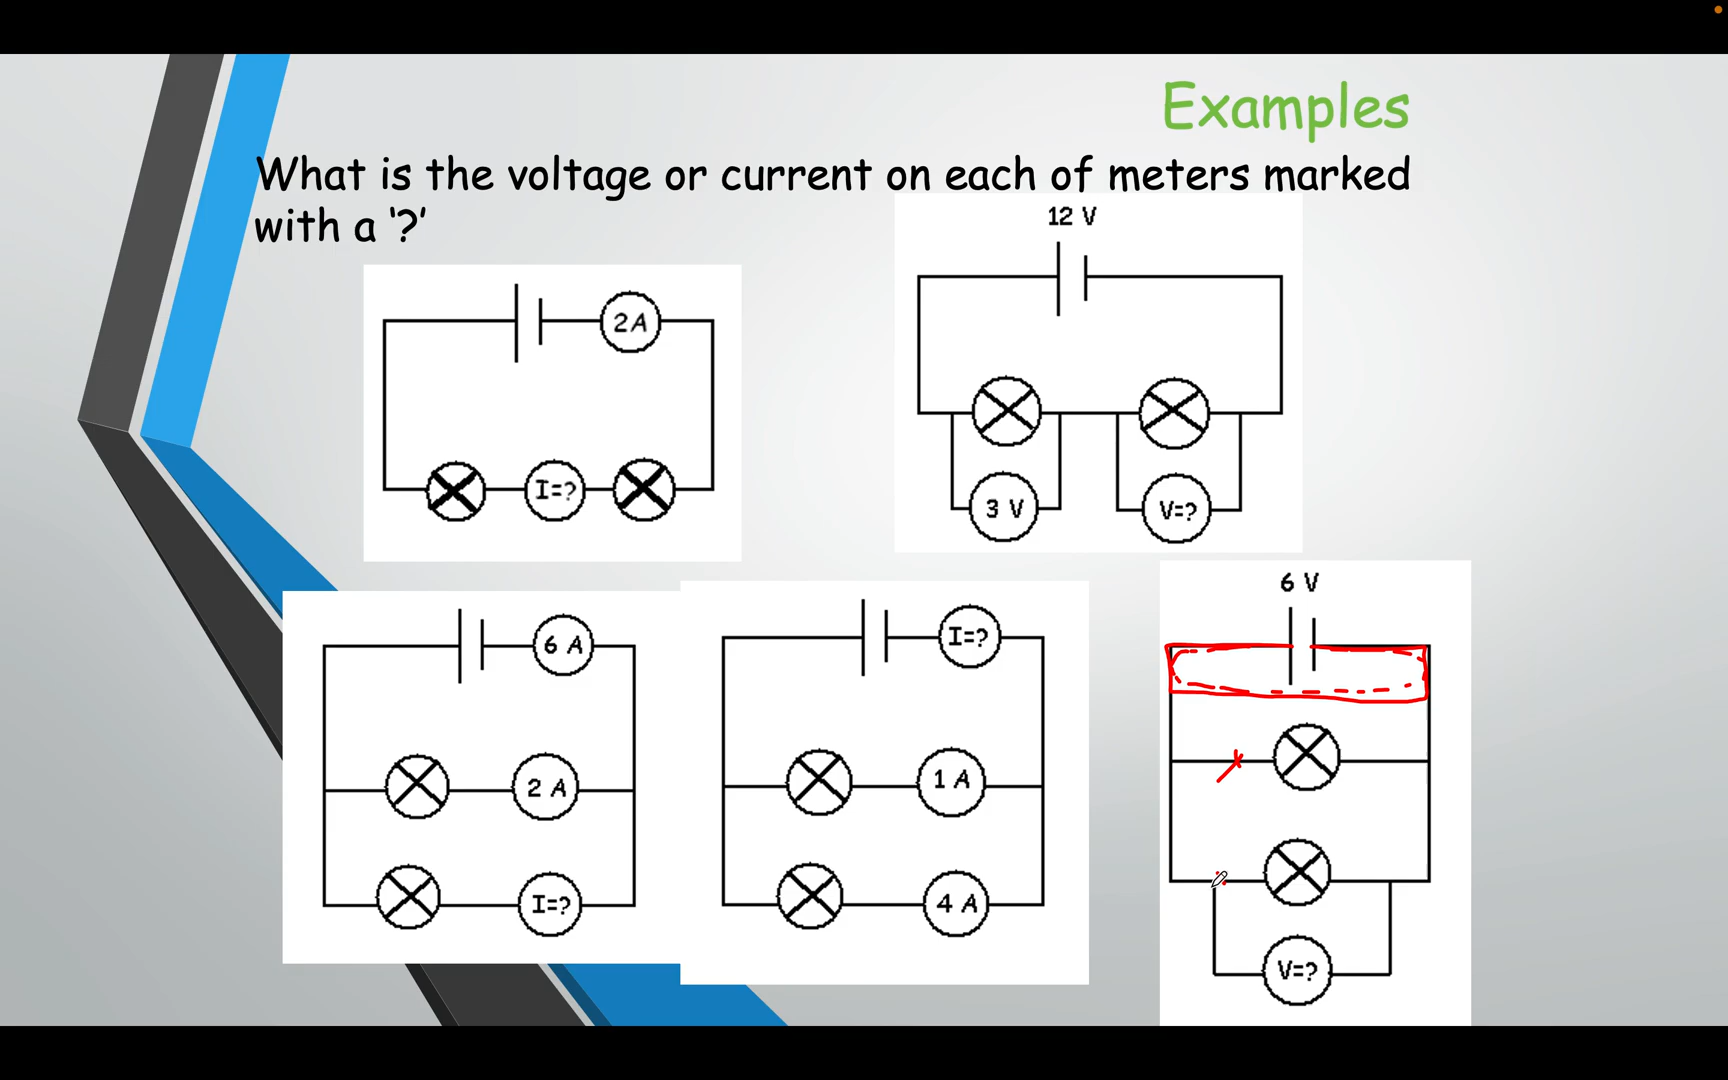 Examples
What is the voltage or current on each of meters marked
with a '?'
12 V
2A
I=?
3 V
V=?
6 A
2 A
I=?
I=?
1 A
4 A
6 V
V=?